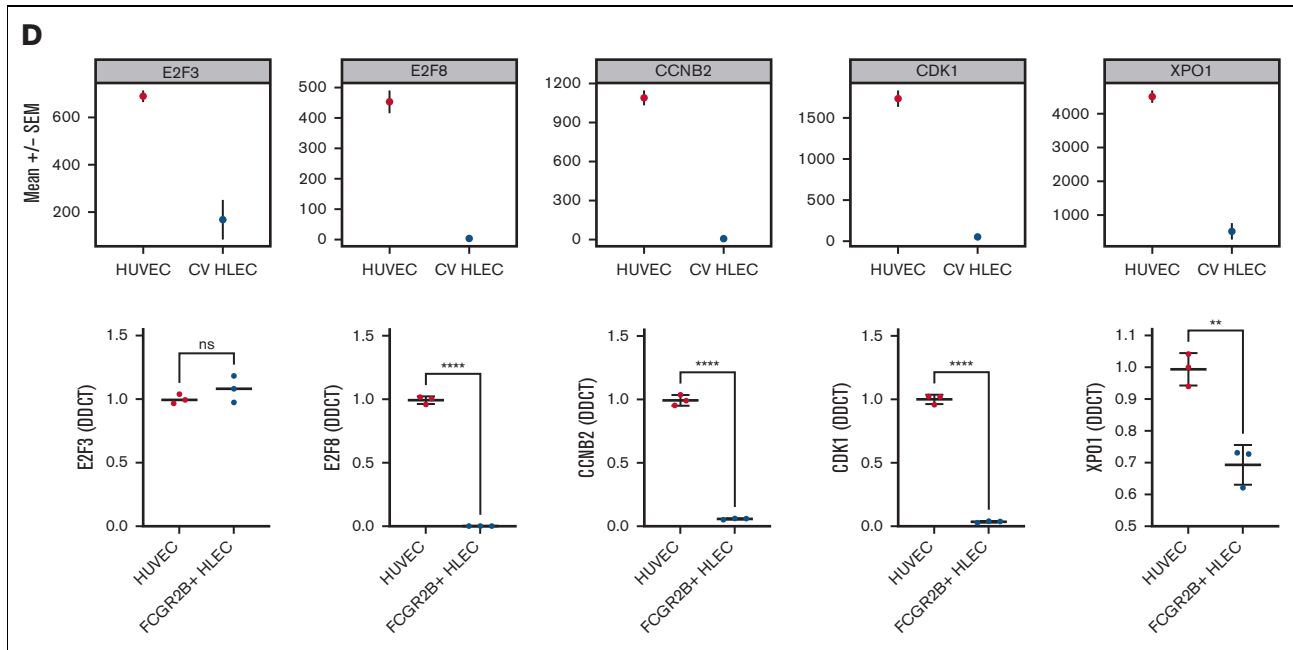 D
E2F3
E2F8
CCNB2
CDK1
XPO1
Mean +/− SEM
600
400
200
HUVEC
CV HLEC
500
400
300
200
100
0
HUVEC
CV HLEC
1200
900
600
300
0
HUVEC
CV HLEC
1500
1000
500
0
HUVEC
CV HLEC
4000
3000
2000
1000
HUVEC
CV HLEC
E2F3 (DDCT)
1.5
1.0
0.5
0.0
ns
HUVEC
FCGR2B+ HLEC
E2F8 (DDCT)
1.5
1.0
0.5
0.0
****
HUVEC
FCGR2B+ HLEC
CCNB2 (DDCT)
1.5
1.0
0.5
0.0
****
HUVEC
FCGR2B+ HLEC
CDK1 (DDCT)
1.5
1.0
0.5
0.0
****
HUVEC
FCGR2B+ HLEC
XPO1 (DDCT)
1.1
1.0
0.9
0.8
0.7
0.6
0.5
**
HUVEC
FCGR2B+ HLEC